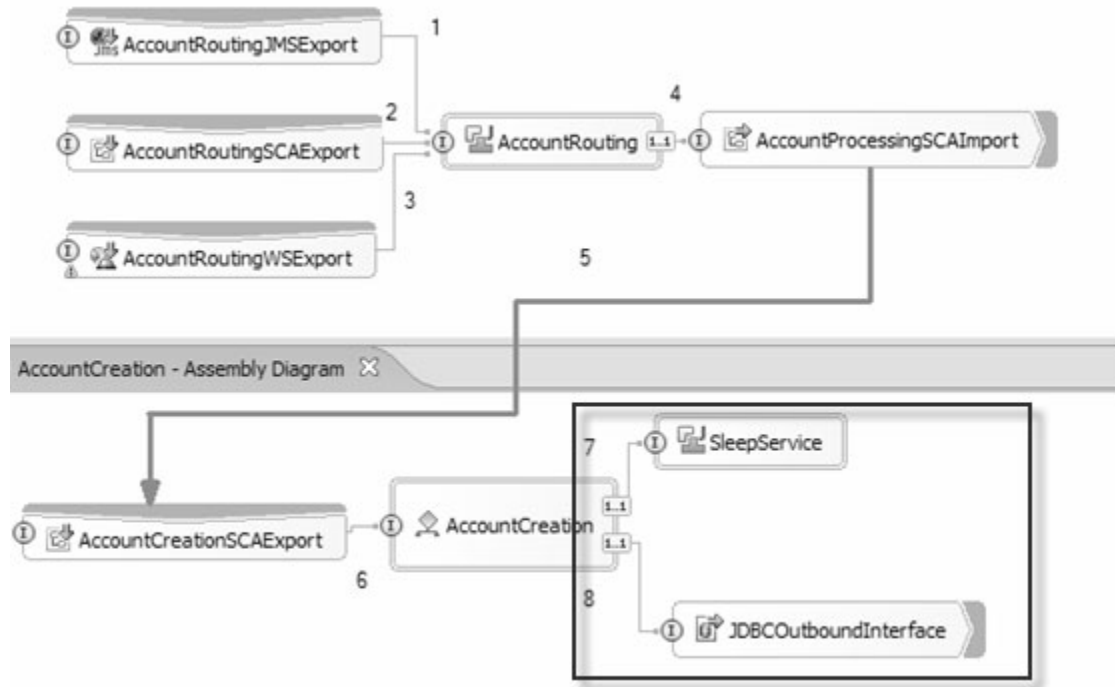 1
AccountRoutingJMSExport
Jms
2
4
AccountRoutingSCAExport
AccountRouting
1..1
AccountProcessingSCAImport
3
AccountRoutingWSExport
5
AccountCreation - Assembly Diagram
7
SleepService
1..1
AccountCreationSCAExport
AccountCreation
1..1
6
8
JDBCOutboundInterface